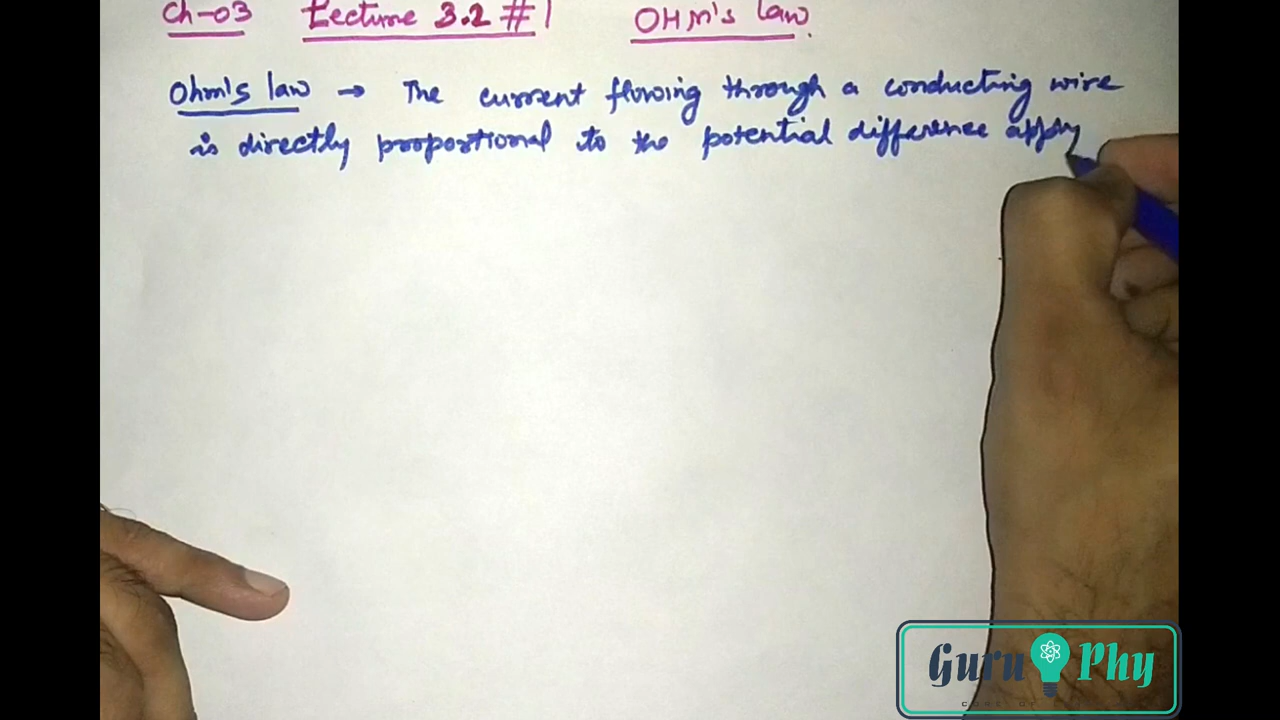 Ch-03 Lecture 3.2 #1 OHm's law.
Ohm's law → The current flowing through a conducting wire
is directly proportional to the potential difference apply
Guru Phy